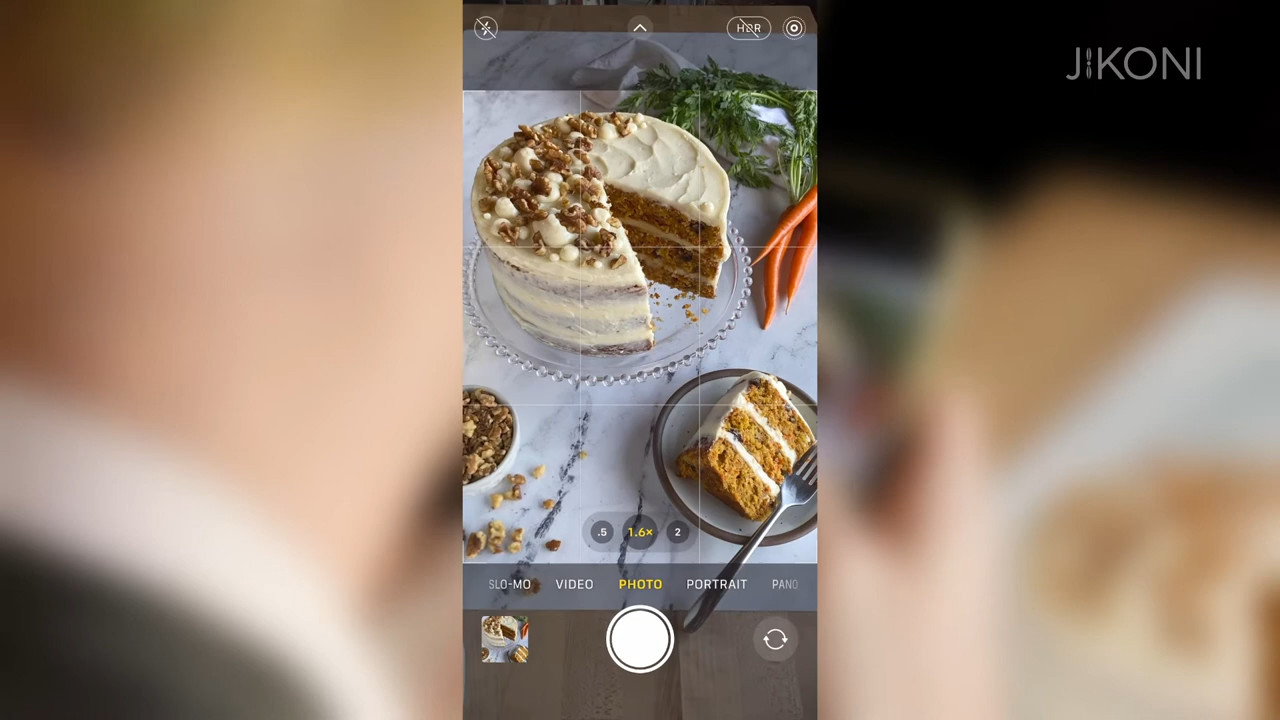 HDR
JIKONI
.5 1.6× 2
SLO-MO VIDEO PHOTO PORTRAIT PANO